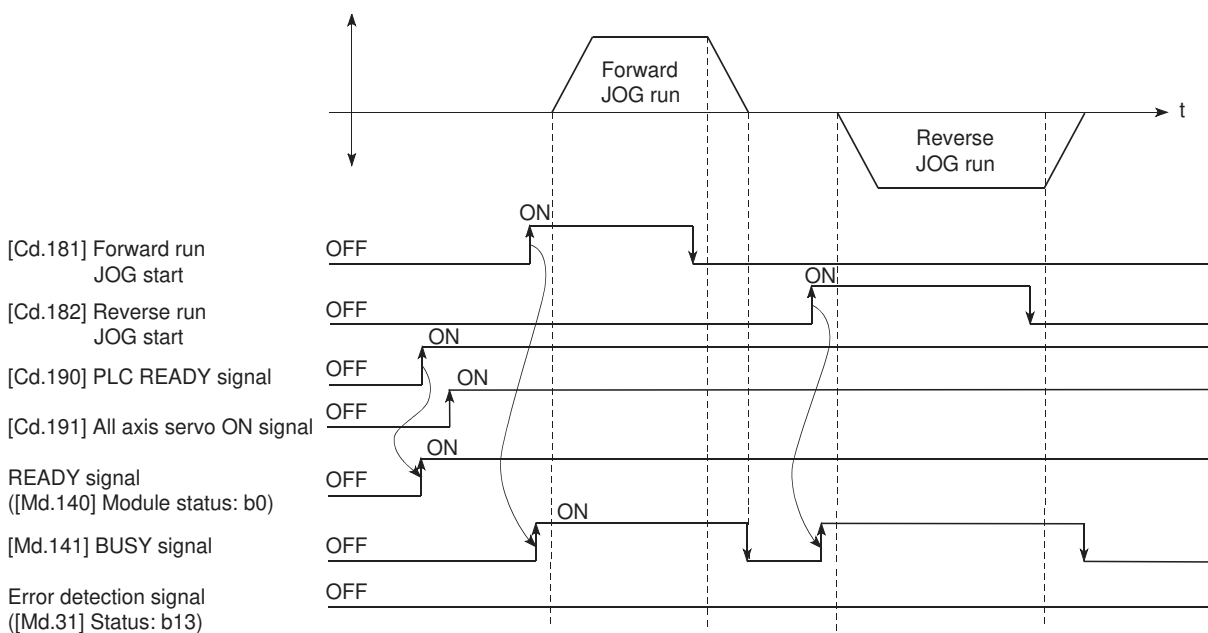 Forward
JOG run
t
Reverse
JOG run
ON
[Cd.181] Forward run
JOG start
OFF
ON
[Cd.182] Reverse run
JOG start
OFF
ON
[Cd.190] PLC READY signal
OFF
ON
[Cd.191] All axis servo ON signal
OFF
ON
READY signal
([Md.140] Module status: b0)
OFF
ON
[Md.141] BUSY signal
OFF
Error detection signal
([Md.31] Status: b13)
OFF